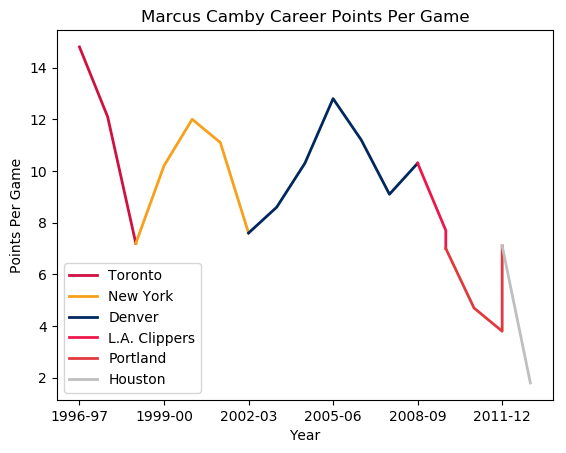 Marcus Camby Career Points Per Game
Points Per Game
14
12
10
8
6
4
2
Toronto
New York
Denver
L.A. Clippers
Portland
Houston
1996-97 1999-00 2002-03 2005-06 2008-09 2011-12
Year